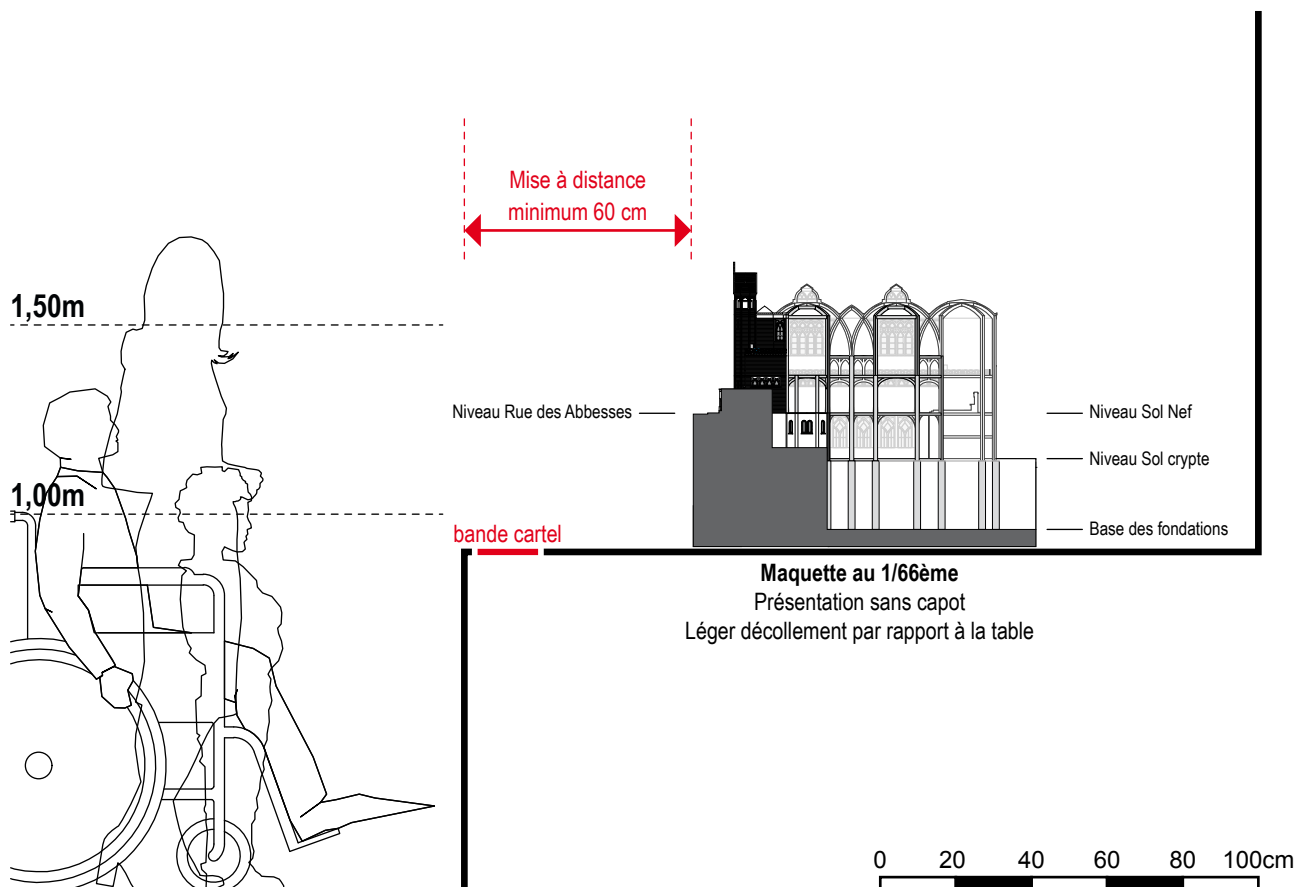 Mise à distance
minimum 60 cm
1,50m
Niveau Rue des Abbesses
Niveau Sol Nef
Niveau Sol crypte
1,00m
bande cartel
Base des fondations
Maquette au 1/66ème
Présentation sans capot
Léger décollement par rapport à la table
0 20 40 60 80 100cm